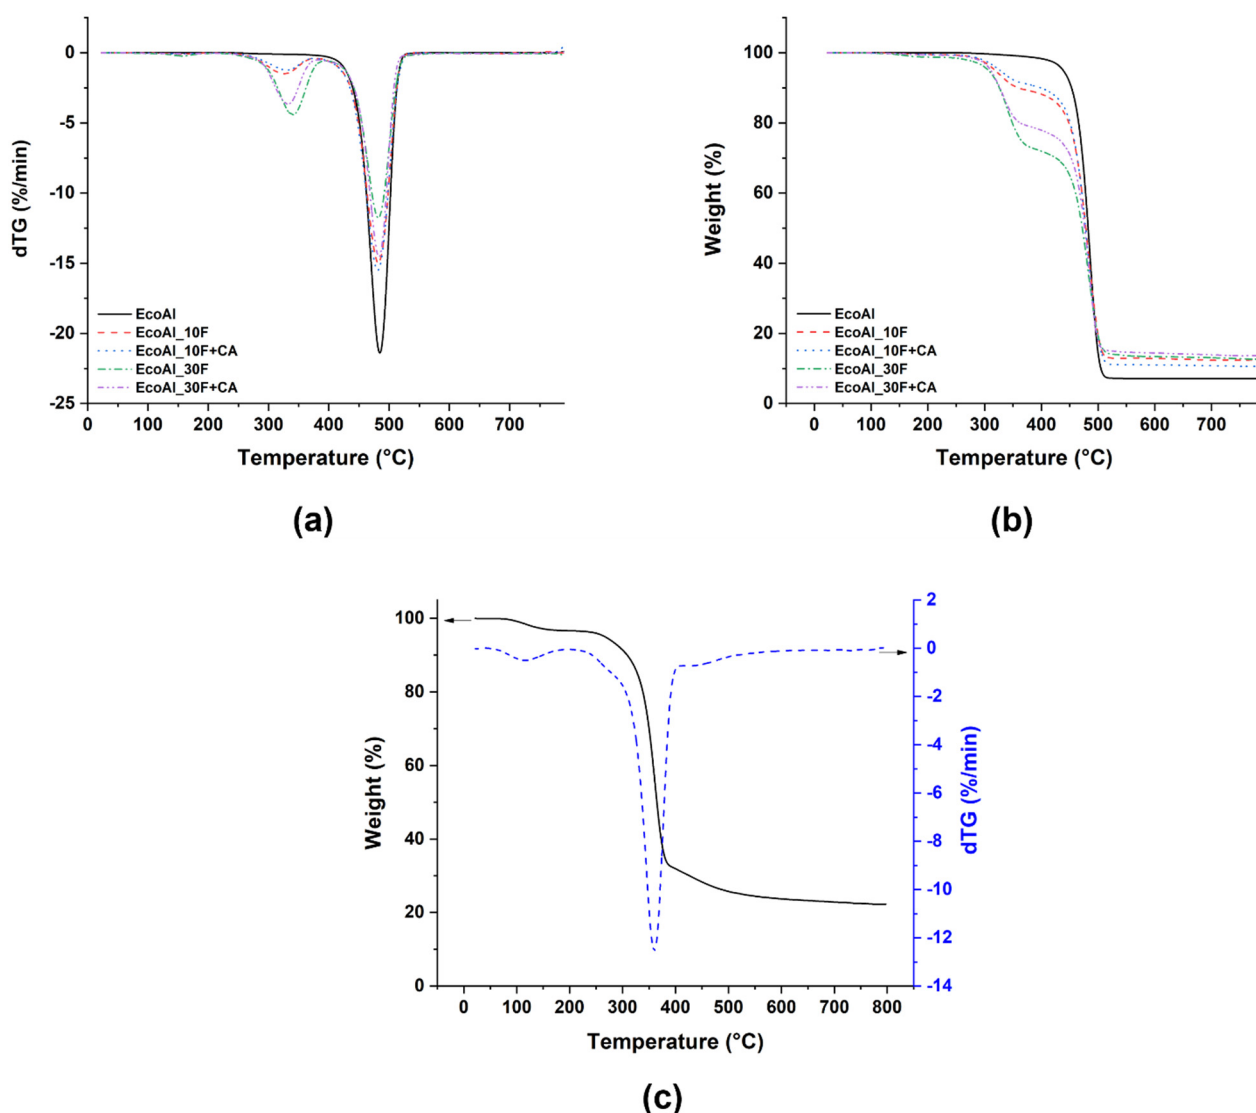 0
-5
-10
-15
-20
-25
dTG (%/min)
EcoAl
EcoAl_10F
EcoAl_10F+CA
EcoAl_30F
EcoAl_30F+CA
0 100 200 300 400 500 600 700
Temperature (°C)
(a)
100
80
60
40
20
0
Weight (%)
EcoAl
EcoAl_10F
EcoAl_10F+CA
EcoAl_30F
EcoAl_30F+CA
0 100 200 300 400 500 600 700
Temperature (°C)
(b)
100
80
60
40
20
0
Weight (%)
2
0
-2
-4
-6
-8
-10
-12
-14
dTG (%/min)
0 100 200 300 400 500 600 700 800
Temperature (°C)
(c)